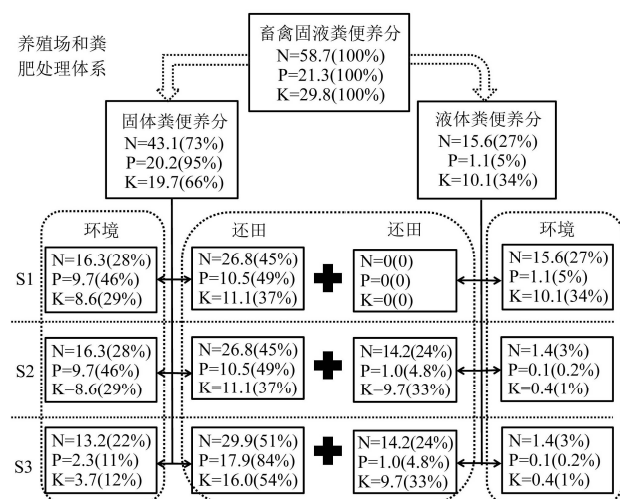 养殖场和粪
肥处理体系
畜禽固液粪便养分
N=58.7(100%)
P=21.3(100%)
K=29.8(100%)
固体粪便养分
N=43.1(73%)
P=20.2(95%)
K=19.7(66%)
液体粪便养分
N=15.6(27%)
P=1.1(5%)
K=10.1(34%)
环境
还田
还田
环境
S1
N=16.3(28%)
P=9.7(46%)
K=8.6(29%)
N=26.8(45%)
P=10.5(49%)
K=11.1(37%)
N=0(0)
P=0(0)
K=0(0)
N=15.6(27%)
P=1.1(5%)
K=10.1(34%)
S2
N=16.3(28%)
P=9.7(46%)
K-8.6(29%)
N=26.8(45%)
P=10.5(49%)
K=11.1(37%)
N=14.2(24%)
P=1.0(4.8%)
K-9.7(33%)
N=1.4(3%)
P=0.1(0.2%)
K-0.4(1%)
S3
N=13.2(22%)
P=2.3(11%)
K=3.7(12%)
N=29.9(51%)
P=17.9(84%)
K=16.0(54%)
N=14.2(24%)
P=1.0(4.8%)
K=9.7(33%)
N=1.4(3%)
P=0.1(0.2%)
K=0.4(1%)